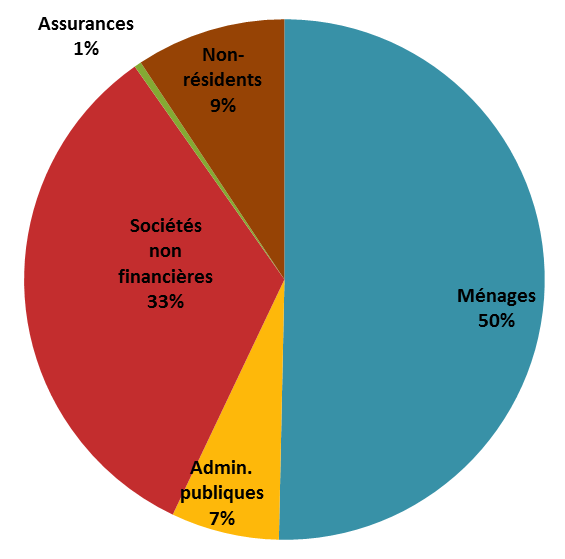 Assurances
1%
Non-
résidents
9%
Sociétés
non
financières
33%
Ménages
50%
Admin.
publiques
7%